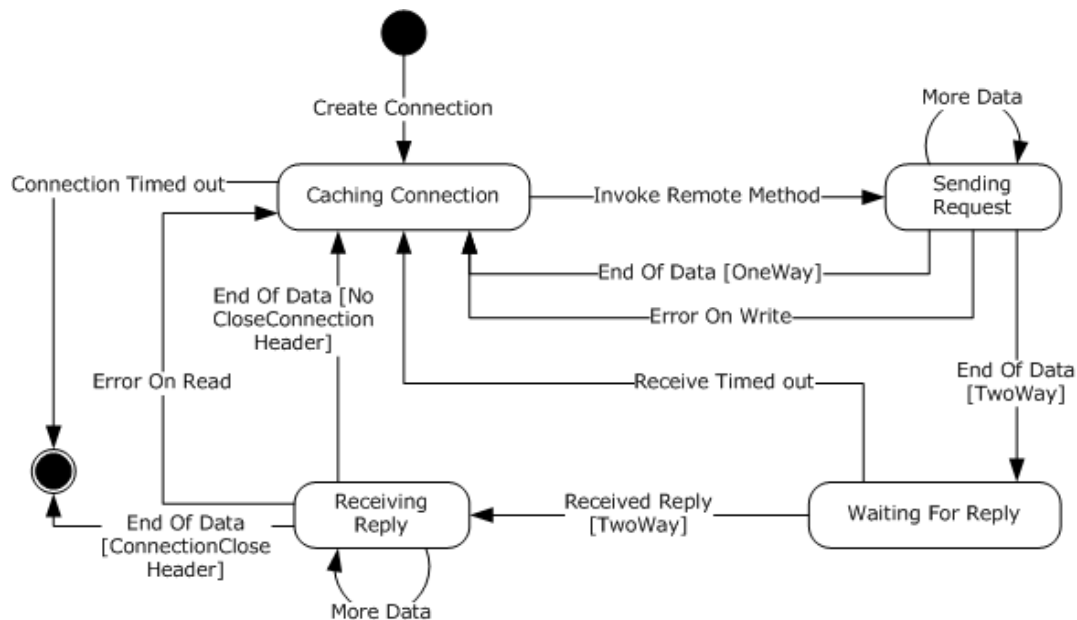 Create Connection
More Data
Connection Timed out
Caching Connection
Invoke Remote Method
Sending
Request
End Of Data [OneWay]
End Of Data [No
CloseConnection
Header]
Error On Write
Error On Read
Receive Timed out
End Of Data
[TwoWay]
Receiving
Reply
Received Reply
[TwoWay]
Waiting For Reply
End Of Data
[ConnectionClose
Header]
More Data